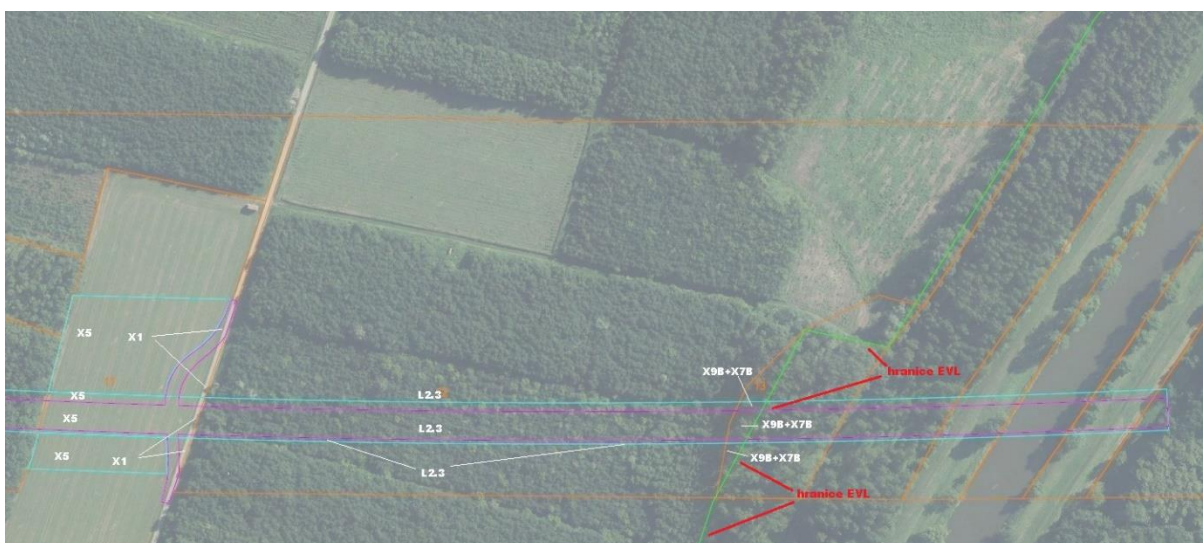 X5
X1
X9B+X7B
hranice EVL
X5
L2.3
X5
L2.3
X9B+X7B
X5
X1
L2.3
X9B+X7B
hranice EVL